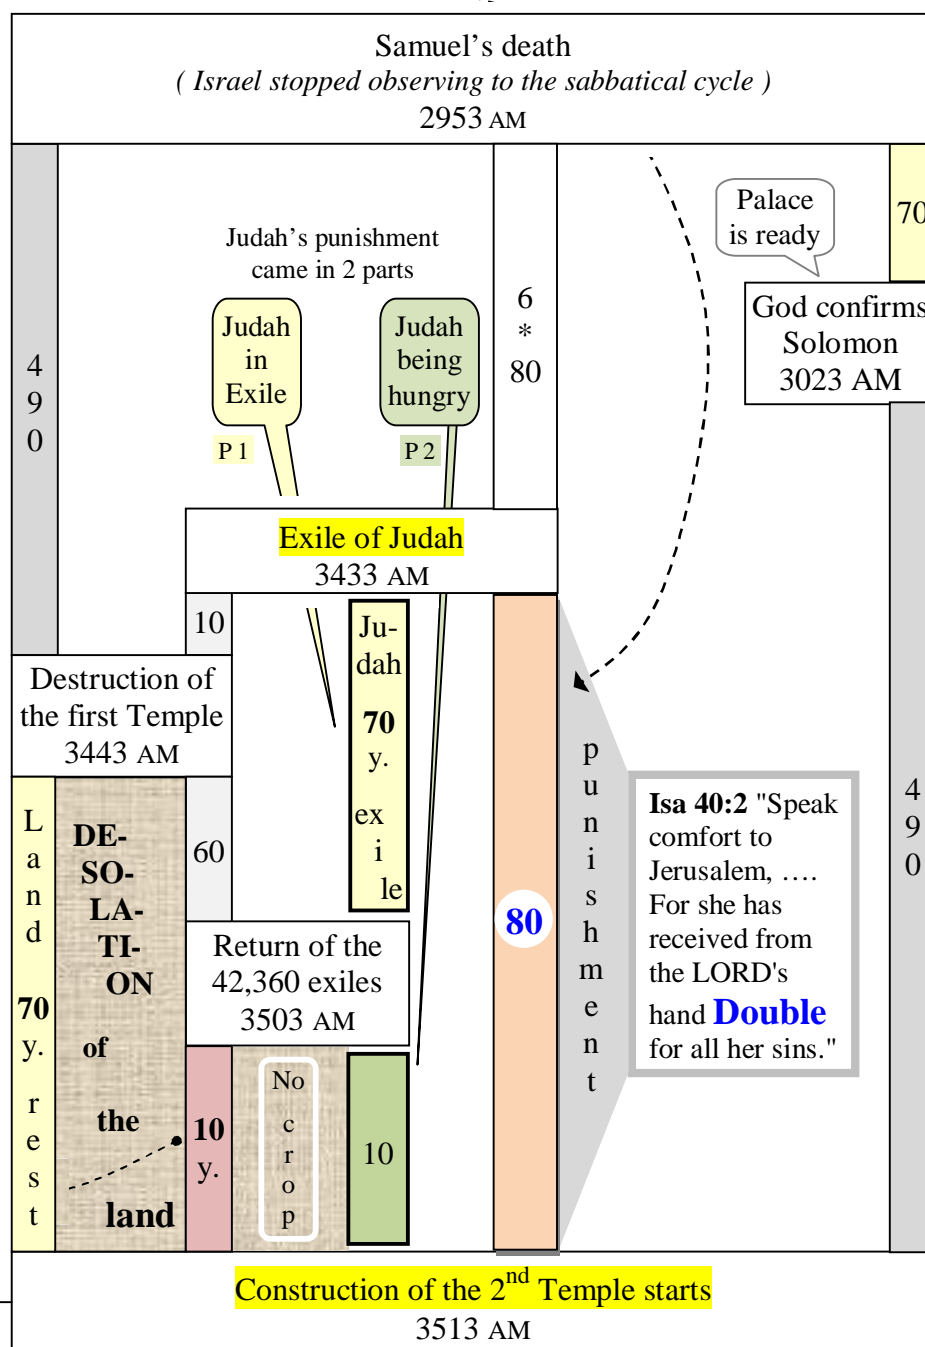 Samuel's death
( Israel stopped observing to the sabbatical cycle )
2953 AM
70
Palace
is ready
Judah's punishment
came in 2 parts
6
*
80
God confirms
Solomon
3023 AM
Judah
in
Exile
Judah
being
hungry
4
9
0
P 1
P 2
Exile of Judah
3433 AM
10
Ju-
dah
70
y.
ex
i
le
Destruction of
the first Temple
3443 AM
p
u
n
i
s
h
m
e
n
t
Isa 40:2 "Speak
comfort to
Jerusalem, ....
For she has
received from
the LORD's
hand Double
for all her sins."
4
9
0
L
a
n
d
70
y.
r
e
s
t
DE-
SO-
LA-
TI-
ON
of
the
land
60
80
Return of the
42,360 exiles
3503 AM
10
y.
No
c
r
o
p
10
Construction of the 2nd Temple starts
3513 AM